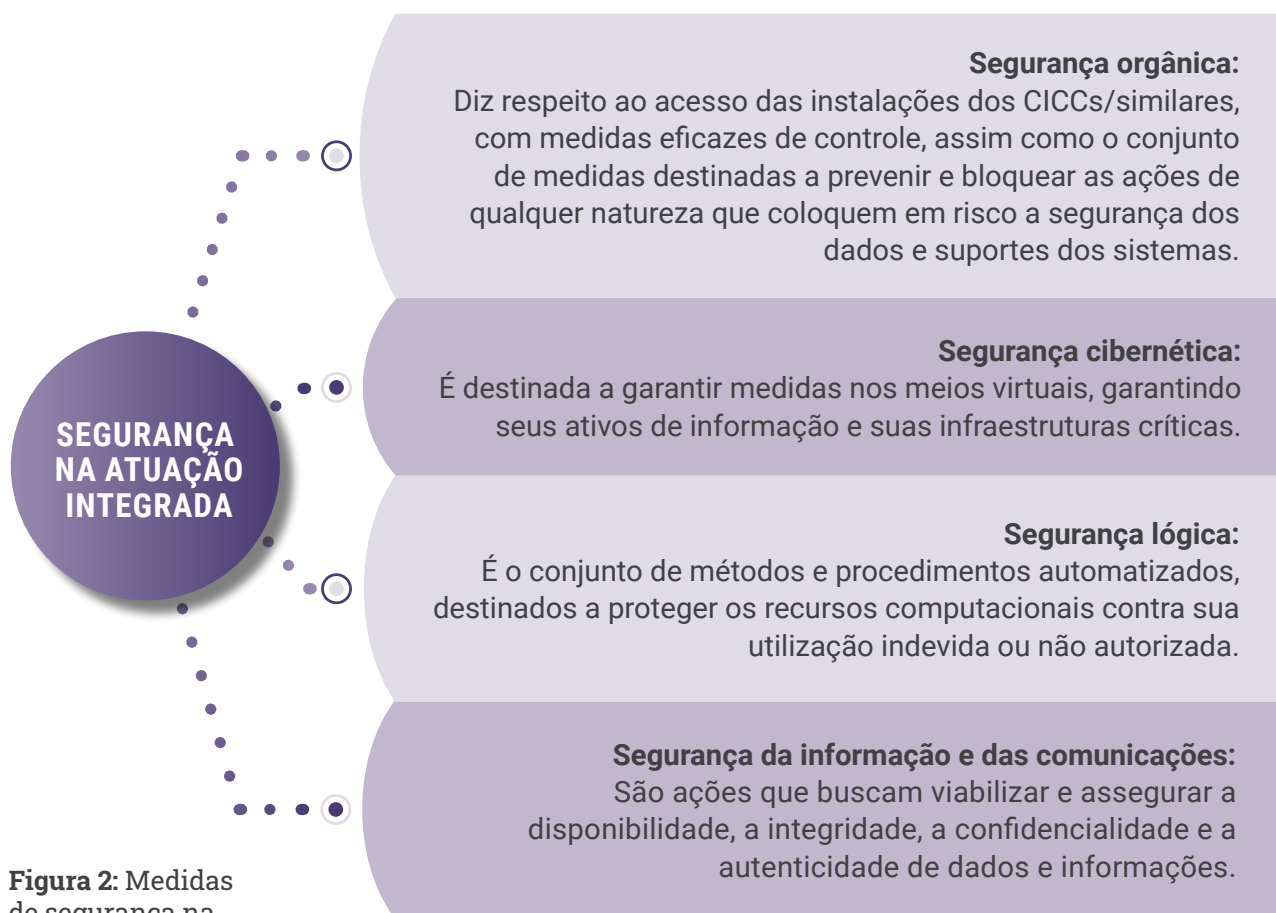 Segurança orgânica:
Diz respeito ao acesso das instalações dos CICCs/similares,
com medidas eficazes de controle, assim como o conjunto
de medidas destinadas a prevenir e bloquear as ações de
qualquer natureza que coloquem em risco a segurança dos
dados e suportes dos sistemas.
Segurança cibernética:
É destinada a garantir medidas nos meios virtuais, garantindo
seus ativos de informação e suas infraestruturas críticas.
SEGURANÇA
NA ATUAÇÃO
INTEGRADA
Segurança lógica:
É o conjunto de métodos e procedimentos automatizados,
destinados a proteger os recursos computacionais contra sua
utilização indevida ou não autorizada.
Segurança da informação e das comunicações:
São ações que buscam viabilizar e assegurar a
disponibilidade, a integridade, a confidencialidade e a
autenticidade de dados e informações.
Figura 2: Medidas
de segurança na